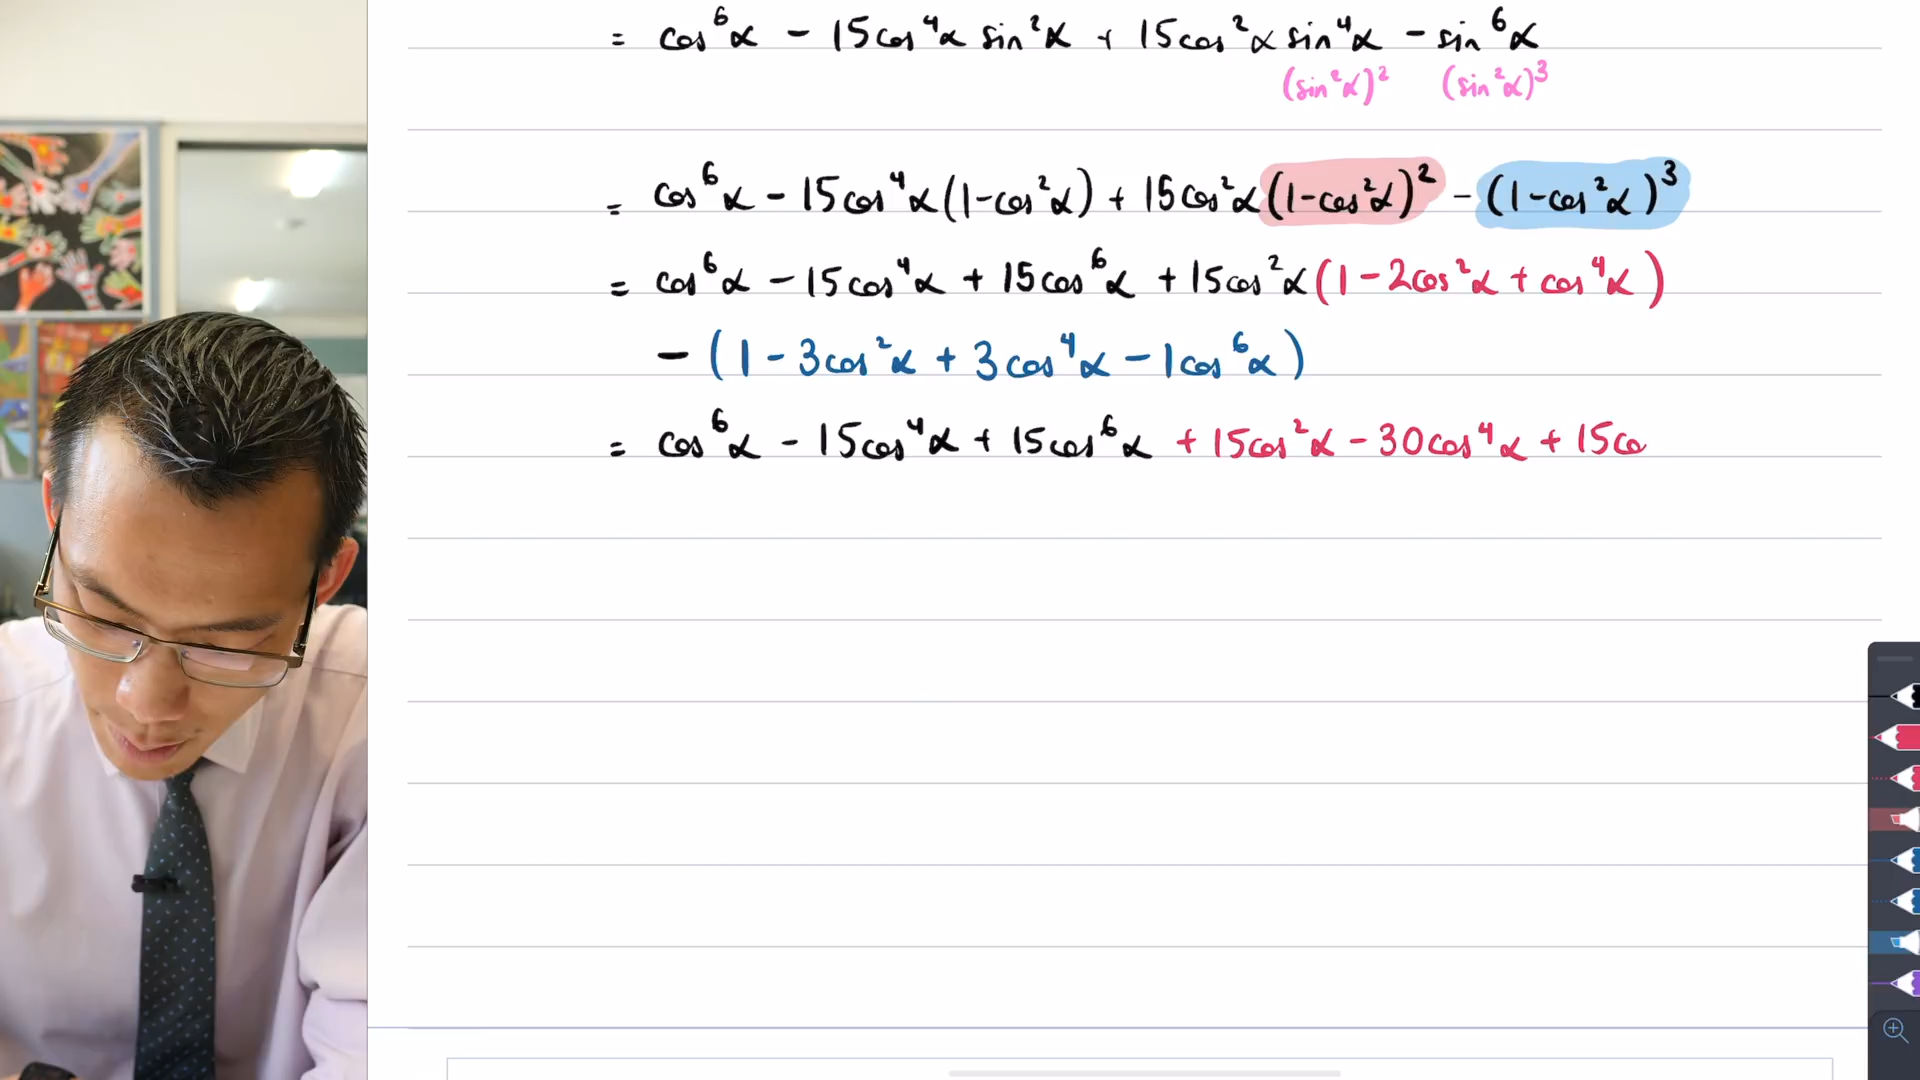 = cos⁶α - 15cos⁴α sin²α + 15cos²α sin⁴α - sin⁶α
(sin²α)² (sin²α)³
= cos⁶α - 15cos⁴α(1-cos²α) + 15cos²α(1-cos²α)² - (1-cos²α)³
= cos⁶α - 15cos⁴α + 15cos⁶α + 15cos²α(1-2cos²α + cos⁴α)
- (1 - 3cos²α + 3cos⁴α - 1cos⁶α)
= cos⁶α - 15cos⁴α + 15cos⁶α + 15cos²α - 30cos⁴α + 15co